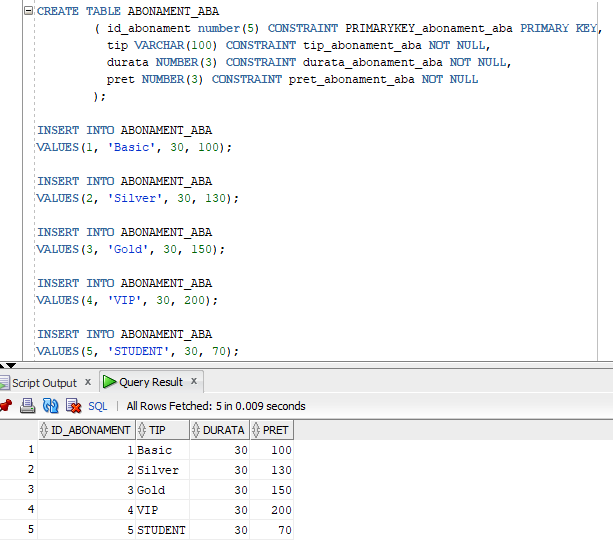 CREATE TABLE ABONAMENT_ABA
( id_abonament number(5) CONSTRAINT PRIMARYKEY_abonament_aba PRIMARY KEY,
tip VARCHAR(100) CONSTRAINT tip_abonament_aba NOT NULL,
durata NUMBER(3) CONSTRAINT durata_abonament_aba NOT NULL,
pret NUMBER(3) CONSTRAINT pret_abonament_aba NOT NULL
);
INSERT INTO ABONAMENT_ABA
VALUES(1, 'Basic', 30, 100);
INSERT INTO ABONAMENT_ABA
VALUES(2, 'Silver', 30, 130);
INSERT INTO ABONAMENT_ABA
VALUES(3, 'Gold', 30, 150);
INSERT INTO ABONAMENT_ABA
VALUES(4, 'VIP', 30, 200);
INSERT INTO ABONAMENT_ABA
VALUES(5, 'STUDENT', 30, 70);
Script Output x Query Result x
SQL | All Rows Fetched: 5 in 0.009 seconds
ID_ABONAMENT TIP DURATA PRET
1 1 Basic 30 100
2 2 Silver 30 130
3 3 Gold 30 150
4 4 VIP 30 200
5 5 STUDENT 30 70